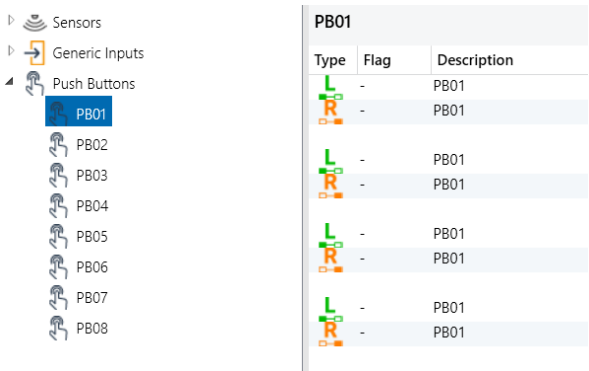 Sensors
Generic Inputs
Push Buttons
PB01
PB02
PB03
PB04
PB05
PB06
PB07
PB08
PB01
Type Flag Description
L - PB01
R - PB01
L - PB01
R - PB01
L - PB01
R - PB01
L - PB01
R - PB01